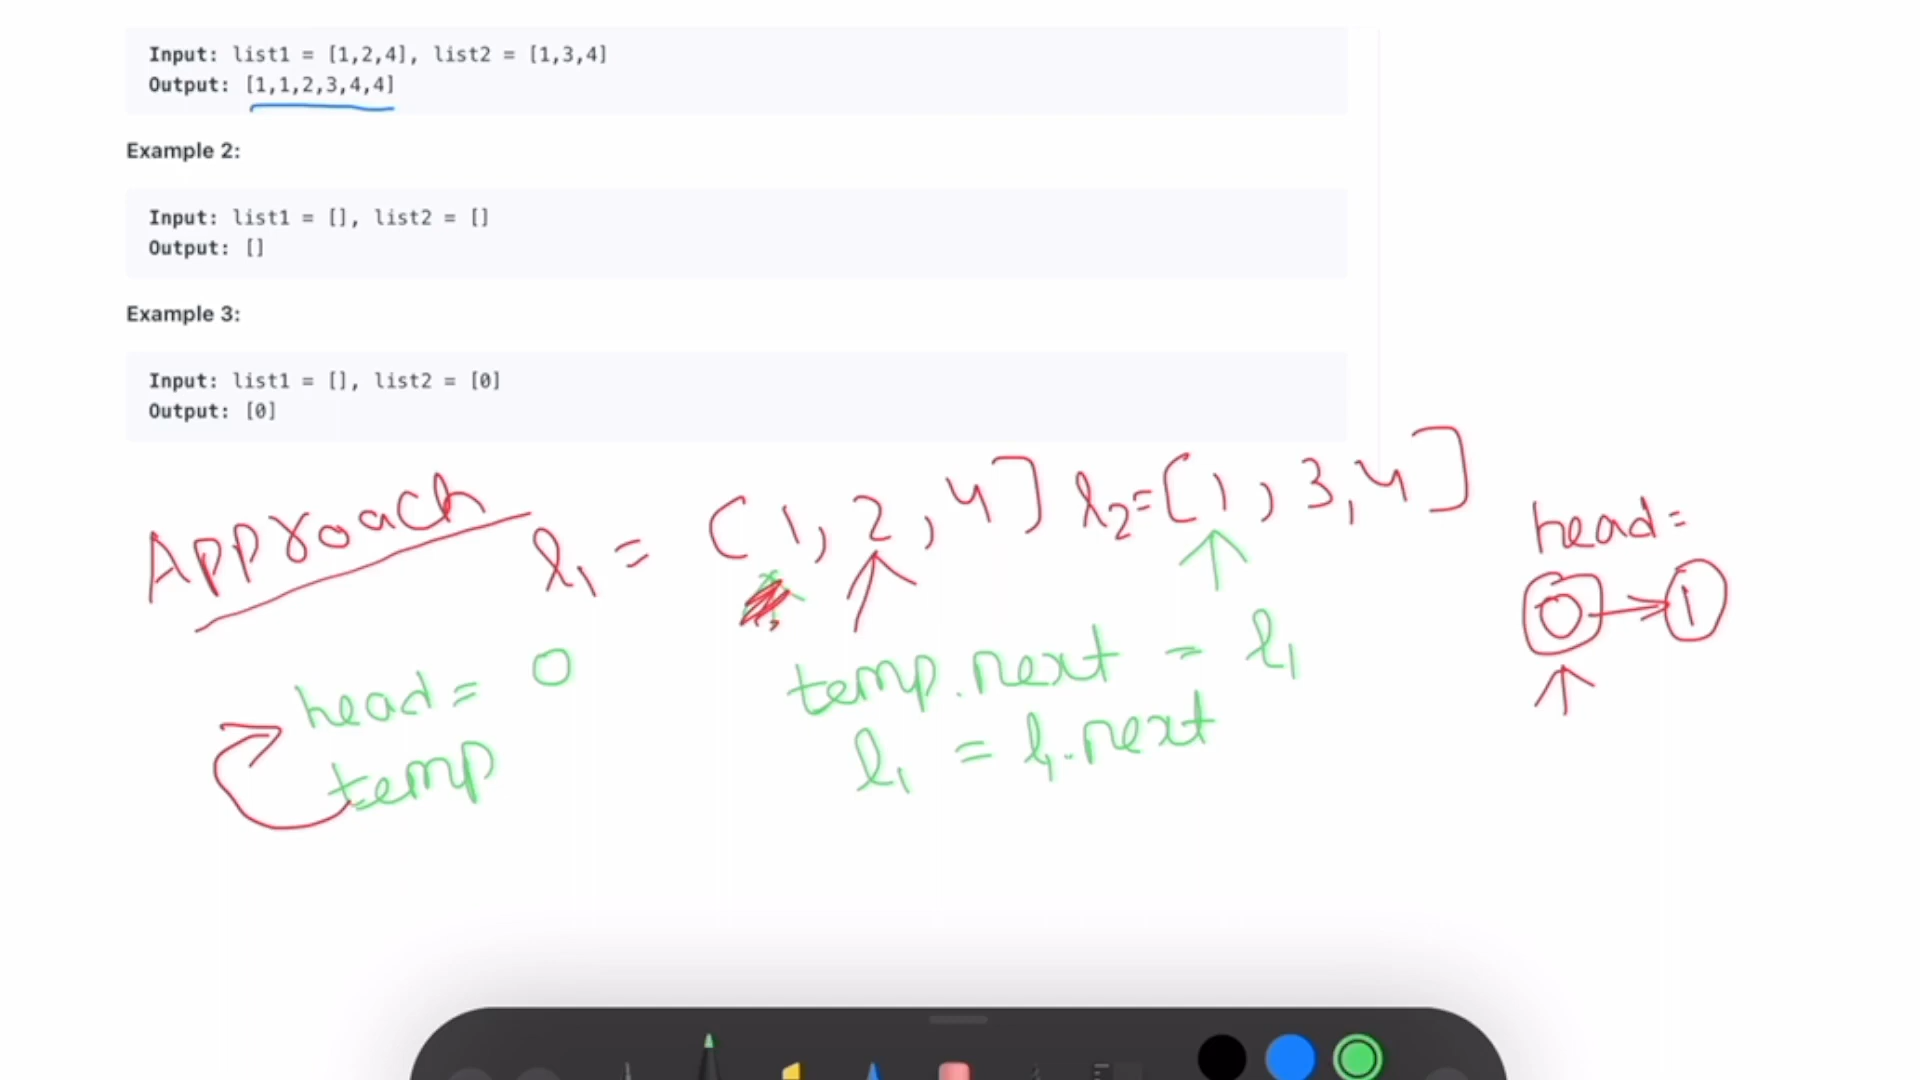 Input: list1 = [1,2,4], list2 = [1,3,4]
Output: [1,1,2,3,4,4]
Example 2:
Input: list1 = [], list2 = []
Output: []
Example 3:
Input: list1 = [], list2 = [0]
Output: [0]
Approach l1 = [1, 2, 4] l2=[1, 3, 4]
head=
0 → 1
head= 0
temp
temp.next = l1
l1 = l1.next